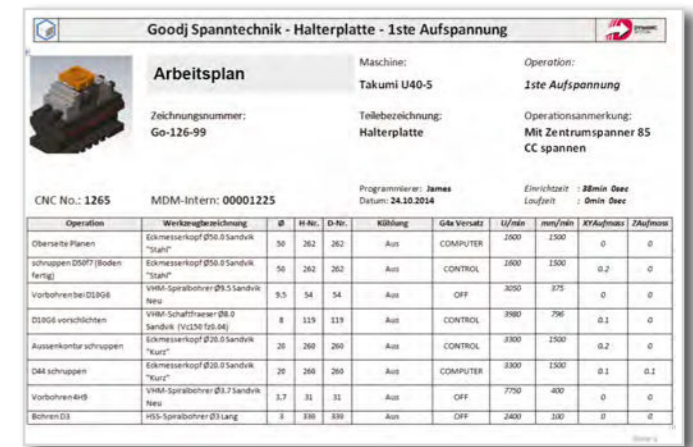 Goodj Spanntechnik - Halterplatte - 1ste Aufspannung
Arbeitsplan
Maschine:
Takumi U40-5
Operation:
1ste Aufspannung
Zeichnungsnummer:
Go-126-99
Teilebezeichnung:
Halterplatte
Operationsanmerkung:
Mit Zentrumspanner 85
CC spannen
CNC No.: 1265
MDM-Intern: 00001225
Programmierer: James
Datum: 24.10.2014
Einrichtzeit : 38min 0sec
Laufzeit : 0min 0sec
Operation Werkzeugbezeichnung Ø H-Nr. D-Nr. Kühlung G4x Versatz U/min mm/min XYAufmass ZAufmass
Oberseite Planen Eckmesserkopf Ø50.0 Sandvik "Stahl" 50 262 262 Aus COMPUTER 1600 1500 0 0
schruppen D50f7 (Boden fertig) Eckmesserkopf Ø50.0 Sandvik "Stahl" 50 262 262 Aus CONTROL 1600 1500 0.2 0
Vorbohren bei D10G6 VHM-Spiralbohrer Ø9.5 Sandvik Neu 9.5 54 54 Aus OFF 3050 375 0 0
D10G6 vorschlichten VHM-Schaftfraeser Ø8.0 Sandvik (Vc150 fz0.04) 8 119 119 Aus CONTROL 3980 796 0.1 0
Aussenkontur schruppen Eckmesserkopf Ø20.0 Sandvik "Kurz" 20 260 260 Aus CONTROL 3300 1500 0.2 0
D44 schruppen Eckmesserkopf Ø20.0 Sandvik "Kurz" 20 260 260 Aus COMPUTER 3300 1500 0.1 0.1
Vorbohren 4H9 VHM-Spiralbohrer Ø3.7 Sandvik Neu 3.7 31 31 Aus OFF 7750 400 0 0
Bohren D3 HSS-Spiralbohrer Ø3 Lang 3 330 330 Aus OFF 2400 100 0 0